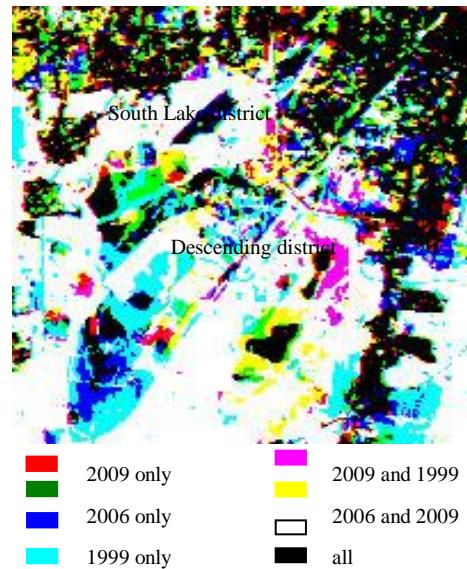 South Lake district
Descending district
2009 only
2009 and 1999
2006 only
2006 and 2009
1999 only
all